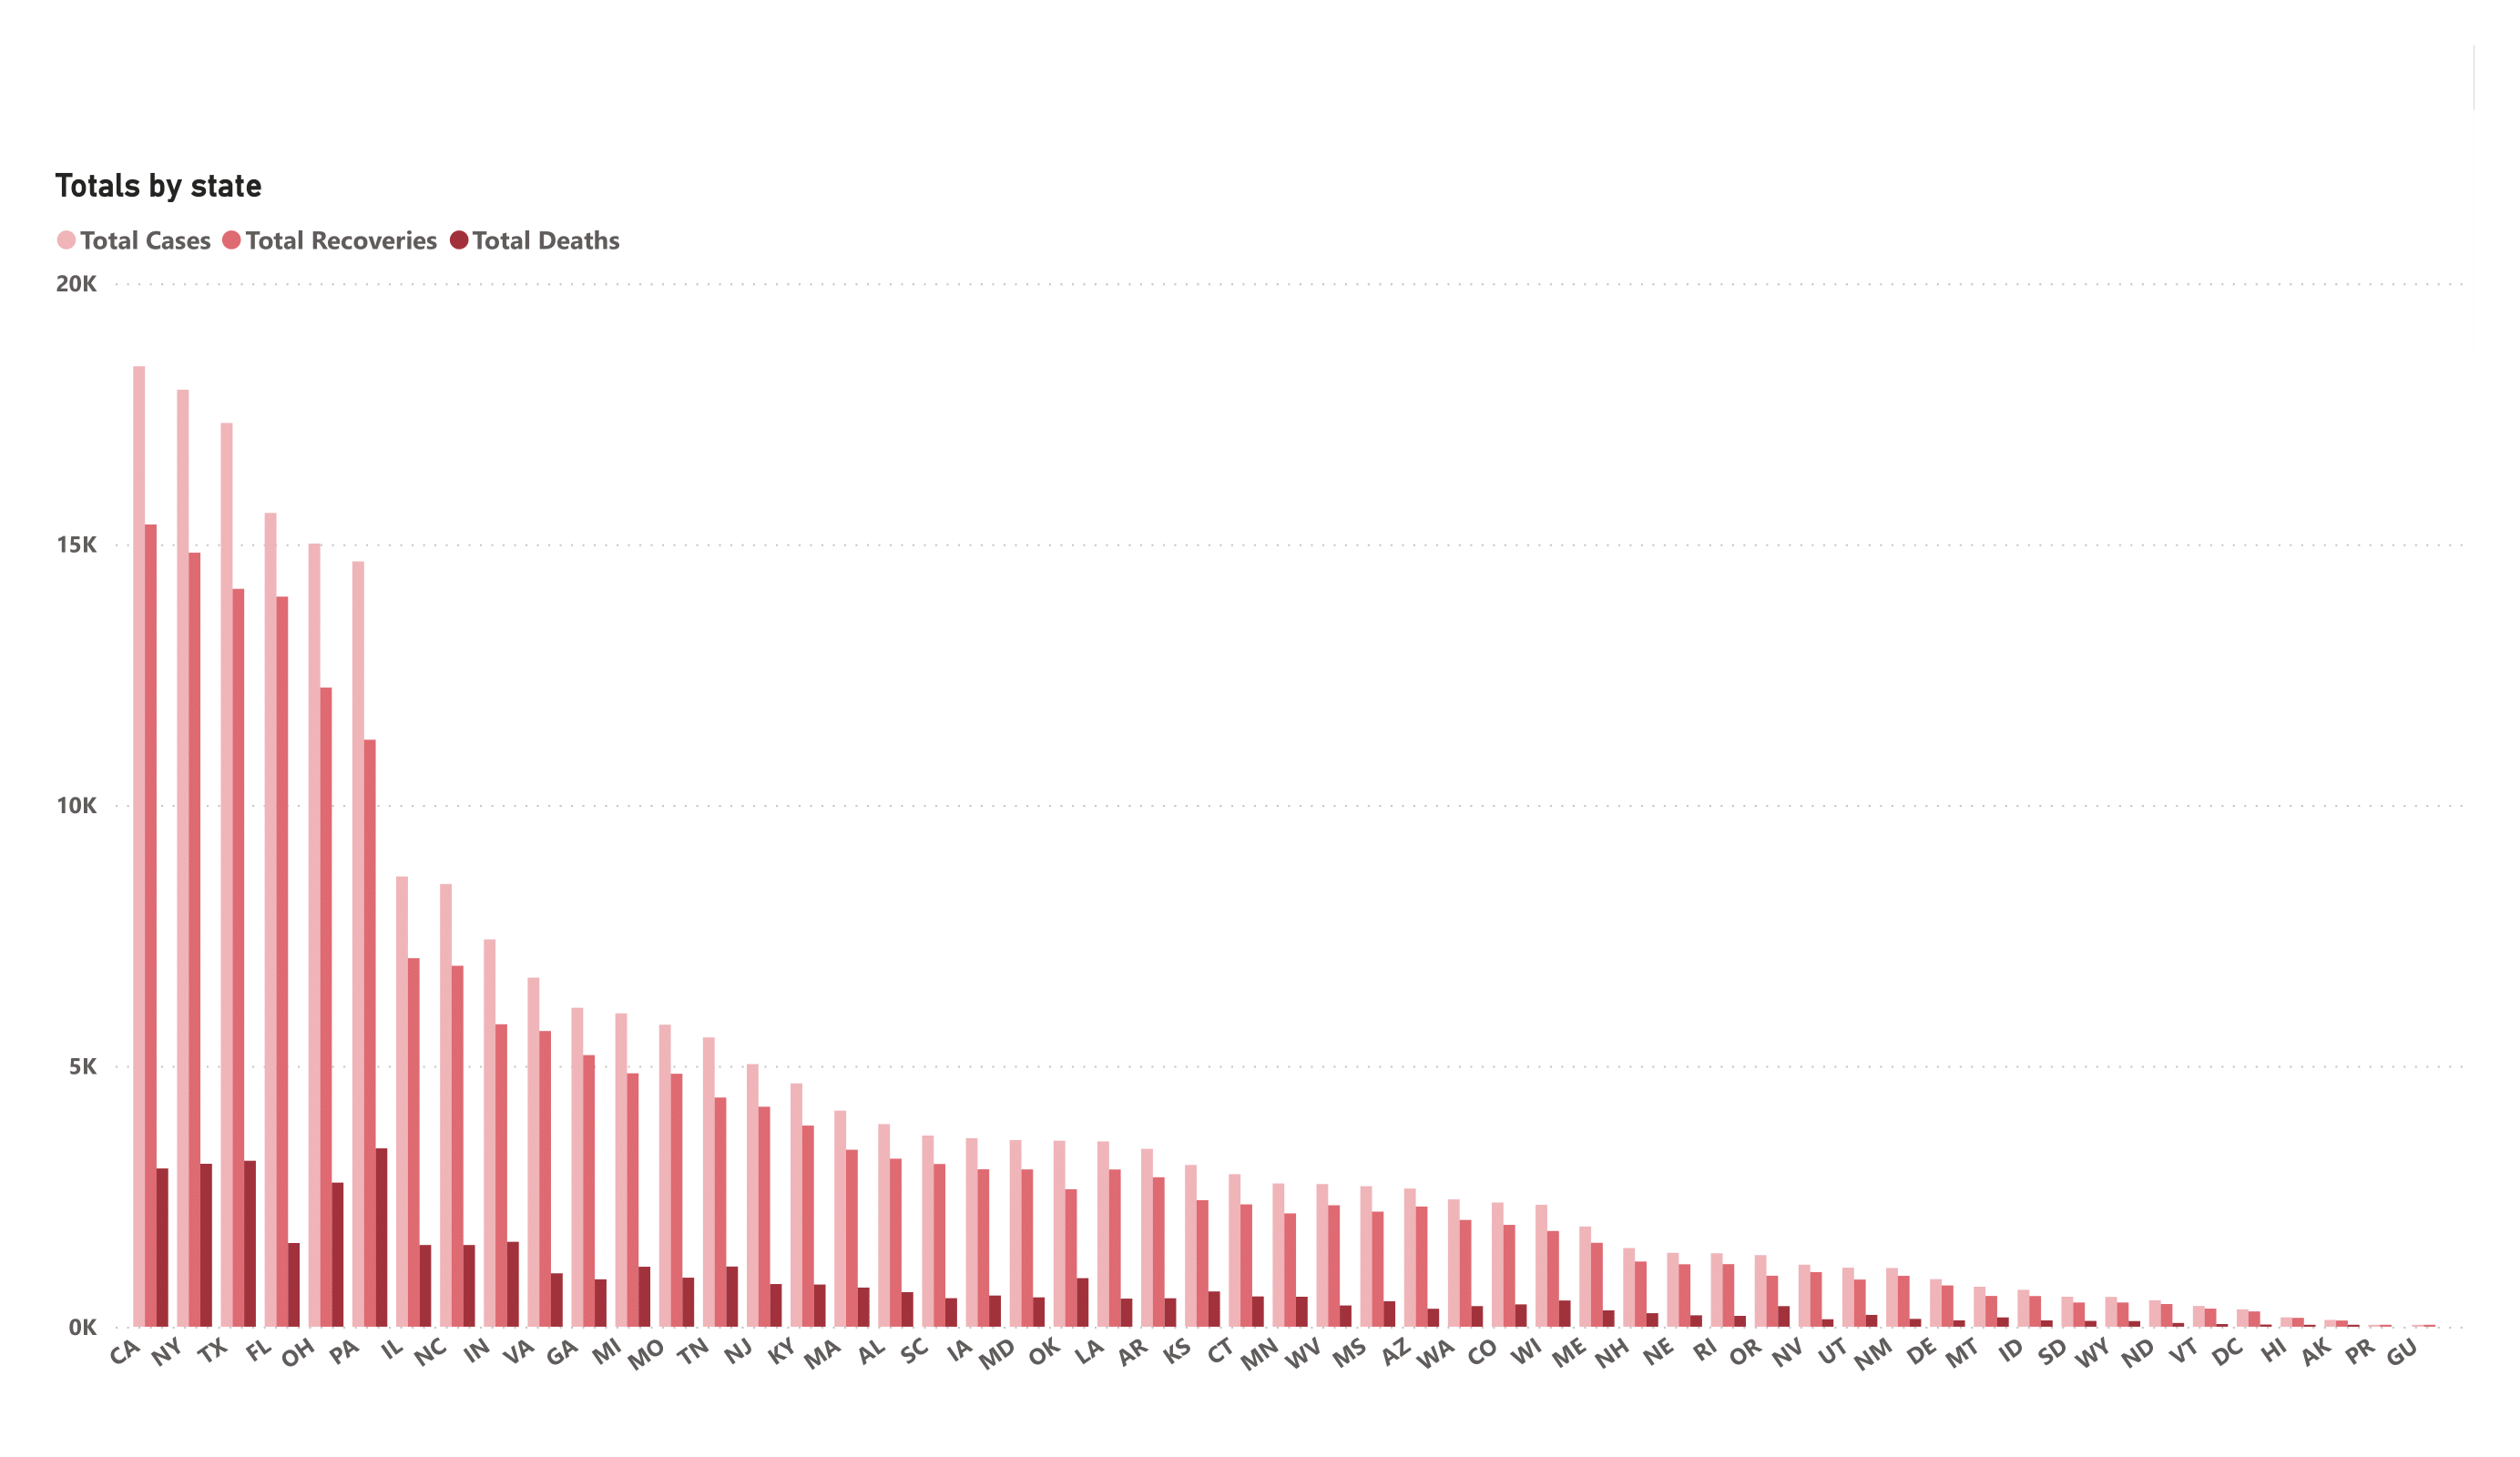 Totals by state
Total Cases Total Recoveries Total Deaths
20K
15K
10K
5K
0K
CA NY TX FL OH PA IL NC IN VA GA MI MO TN NJ KY MA AL SC IA MD OK LA AR KS CT MN WV MS AZ WA CO WI ME NH NE RI OR NV UT NM DE MT ID SD WY ND VT DC HI AK PR GU